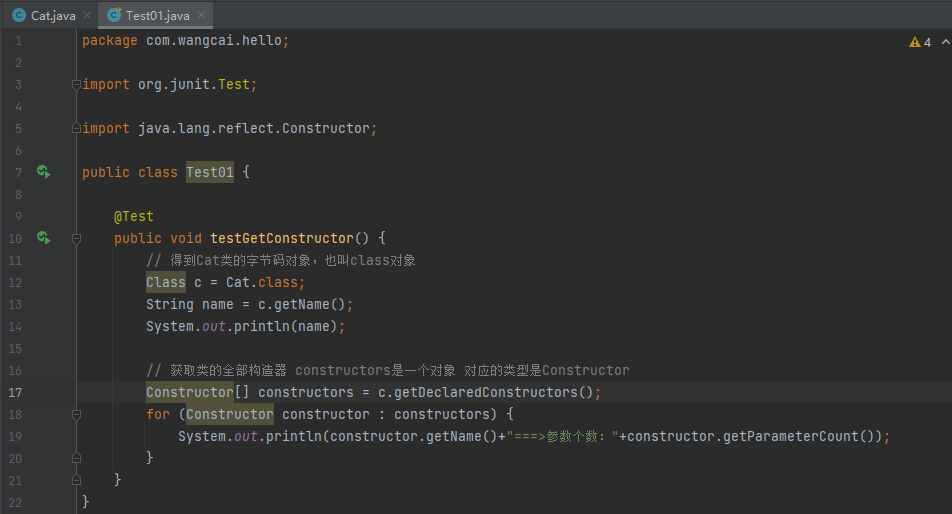 Cat.java
Test01.java
4
1 package com.wangcai.hello;
2
3 import org.junit.Test;
4
5 import java.lang.reflect.Constructor;
6
7 public class Test01 {
8
9 @Test
10 public void testGetConstructor() {
11 // 得到Cat类的字节码对象，也叫class对象
12 Class c = Cat.class;
13 String name = c.getName();
14 System.out.println(name);
15
16 // 获取类的全部构造器 constructors是一个对象 对应的类型是Constructor
17 Constructor[] constructors = c.getDeclaredConstructors();
18 for (Constructor constructor : constructors) {
19 System.out.println(constructor.getName()+"===>参数个数："+constructor.getParameterCount());
20 }
21 }
22 }